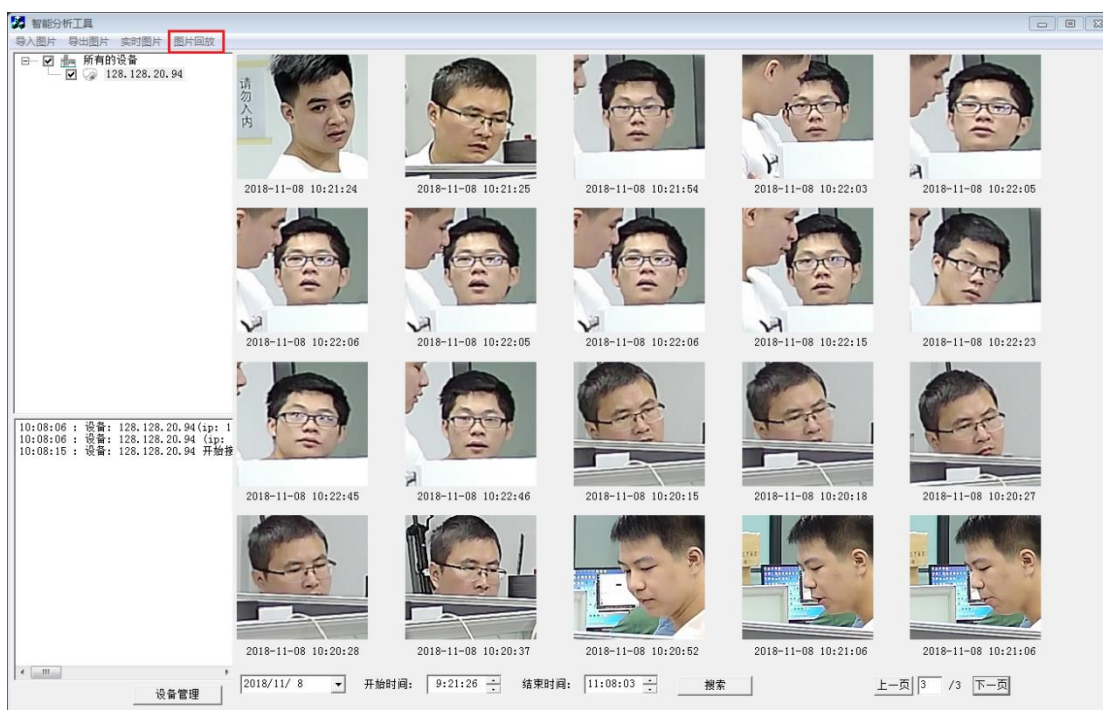 智能分析工具
导入图片 导出图片 实时图片 图片回放
所有的设备
128.128.20.94
请勿入内
2018-11-08 10:21:24 2018-11-08 10:21:25 2018-11-08 10:21:54 2018-11-08 10:22:03 2018-11-08 10:22:05
2018-11-08 10:22:06 2018-11-08 10:22:05 2018-11-08 10:22:06 2018-11-08 10:22:15 2018-11-08 10:22:23
2018-11-08 10:22:45 2018-11-08 10:22:46 2018-11-08 10:20:15 2018-11-08 10:20:18 2018-11-08 10:20:27
2018-11-08 10:20:28 2018-11-08 10:20:37 2018-11-08 10:20:52 2018-11-08 10:21:06 2018-11-08 10:21:06
10:08:06 : 设备: 128.128.20.94(ip: 1
10:08:06 : 设备: 128.128.20.94 (ip:
10:08:15 : 设备: 128.128.20.94 开始接
设备管理
2018/11/ 8 开始时间: 9:21:26 结束时间: 11:08:03 搜索 上一页 3 /3 下一页